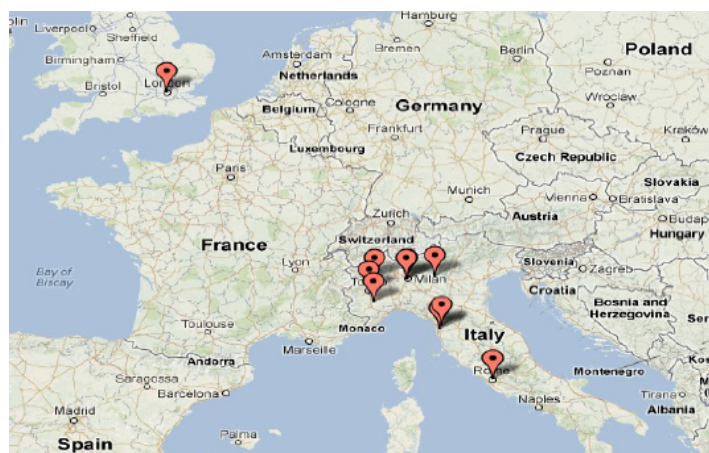 Hamburg
Liverpool
Sheffield
Bremen
Amsterdam
Berlin
Poland
Birmingham
Netherlands
Poznan
London
Bristol
Belgium
Cologne
Germany
Wroclaw
Frankfurt
Luxembourg
Prague
Kraków
Czech Republic
Paris
Slovakia
Munich
Vienna
Bratislava
Zurich
Austria
Budap
Switzerland
Hungary
France
Slovenia
Zagreb
Lyon
Milan
Bay of
Biscay
Croatia
Bosnia and
Herzegovina
Ser
Toulouse
Monaco
Italy
Marseille
Andorra
Montenegro
Kos
Saragossa
Rome
M
Barcelona
Tirana
Naples
Albania
Madrid
Palma
Spain